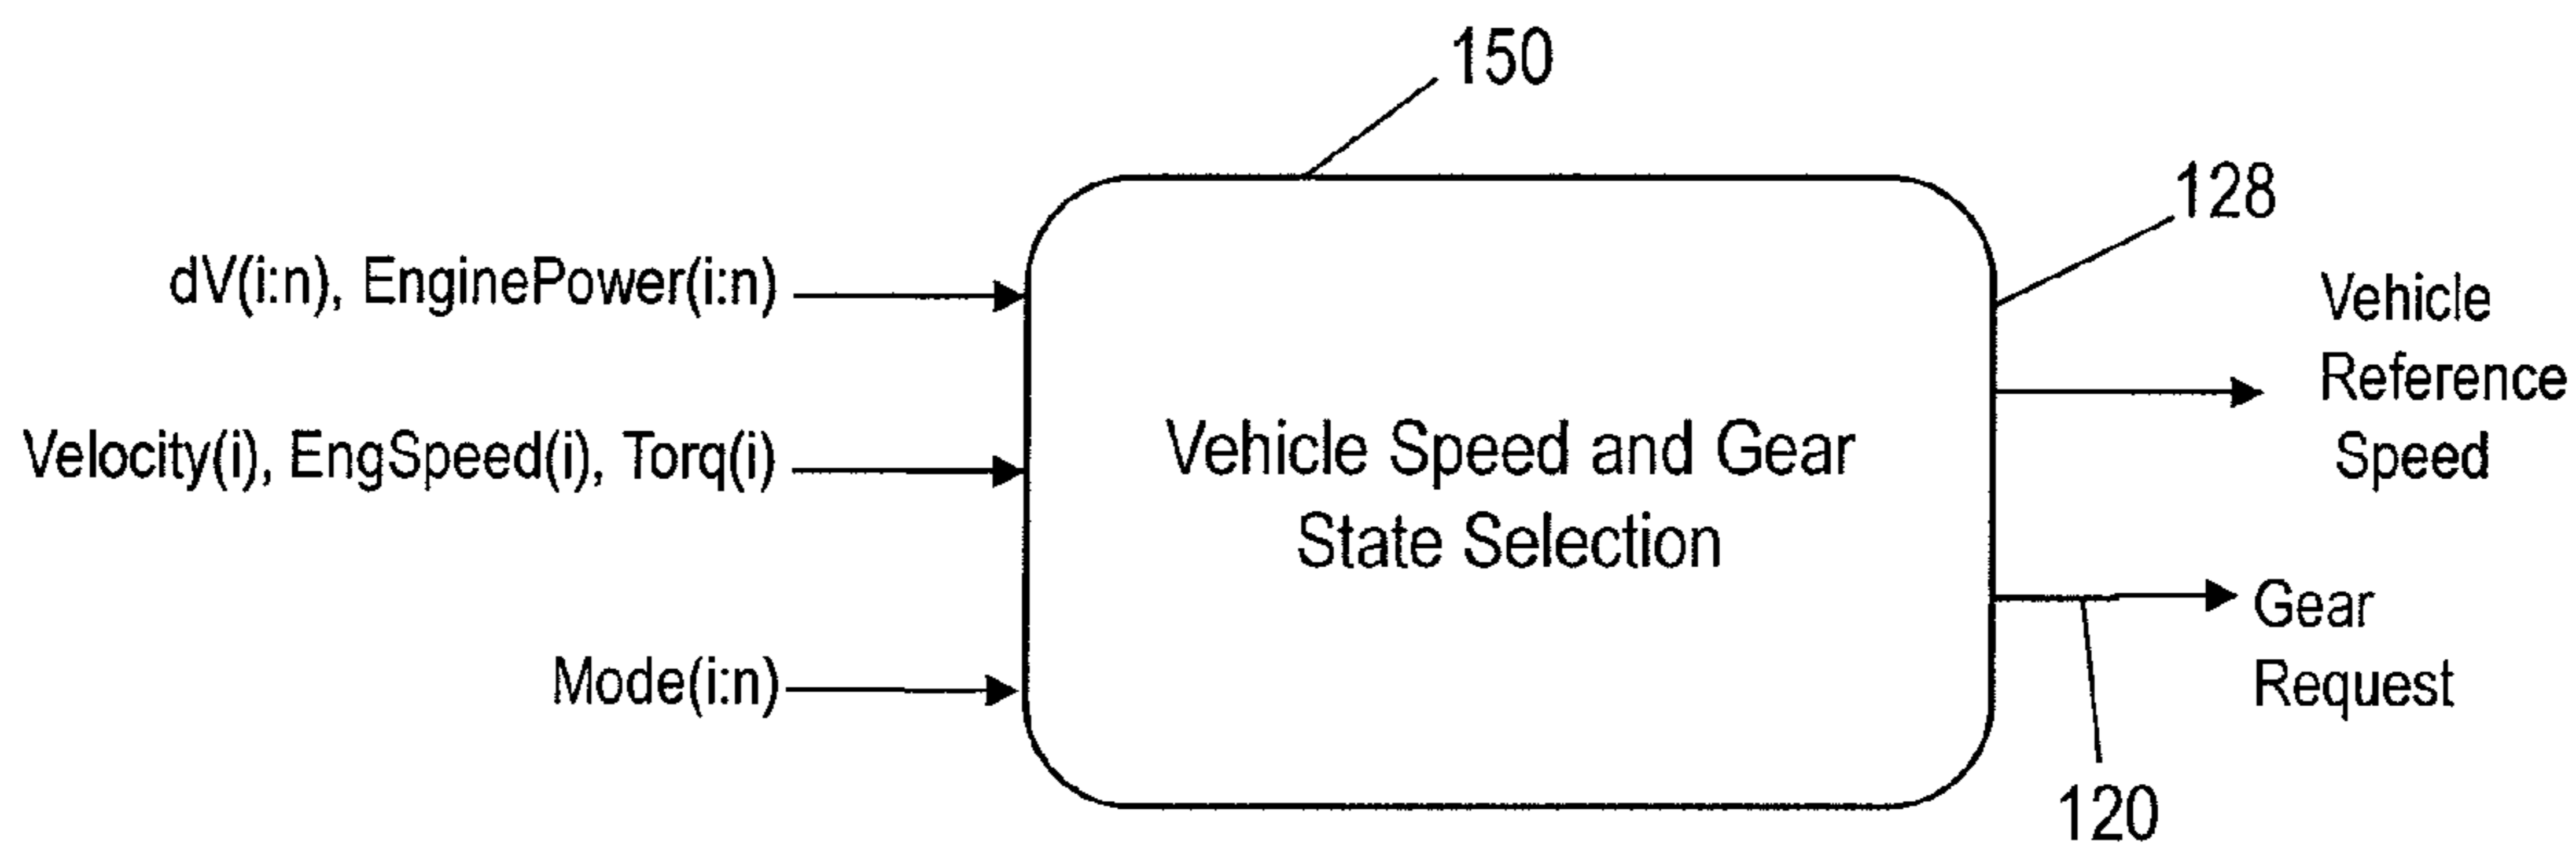 150
128
dV(i:n), EnginePower(i:n)
Vehicle
Reference
Speed
Velocity(i), EngSpeed(i), Torq(i)
Vehicle Speed and Gear
State Selection
Gear
Request
Mode(i:n)
120